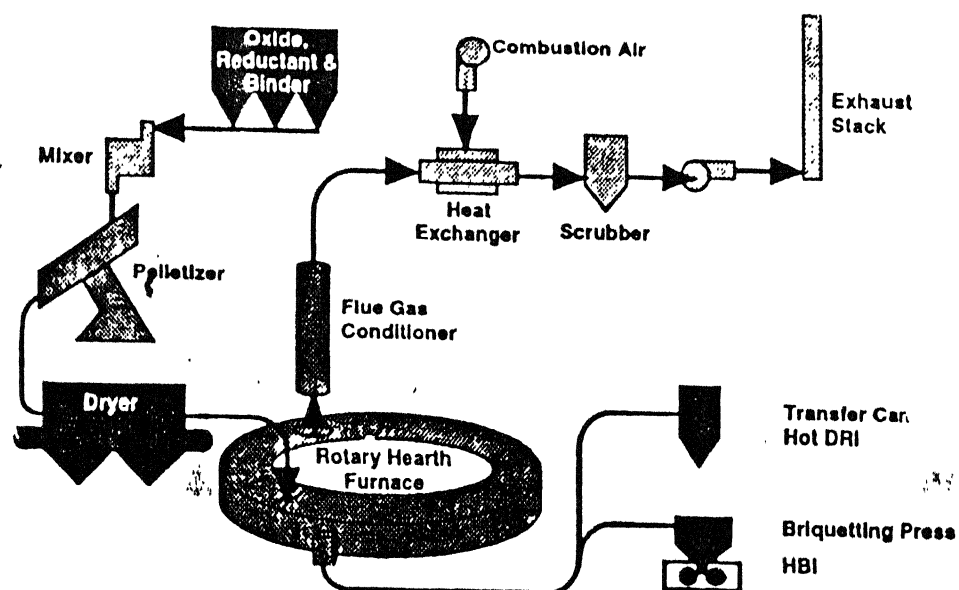 Oxide,
Reductant &
Binder
Combustion Air
Exhaust
Stack
Mixer
Heat
Exchanger
Scrubber
Pelletizer
Flue Gas
Conditioner
Dryer
Rotary Hearth
Furnace
Transfer Can
Hot DRI
Briquetting Press
HBI